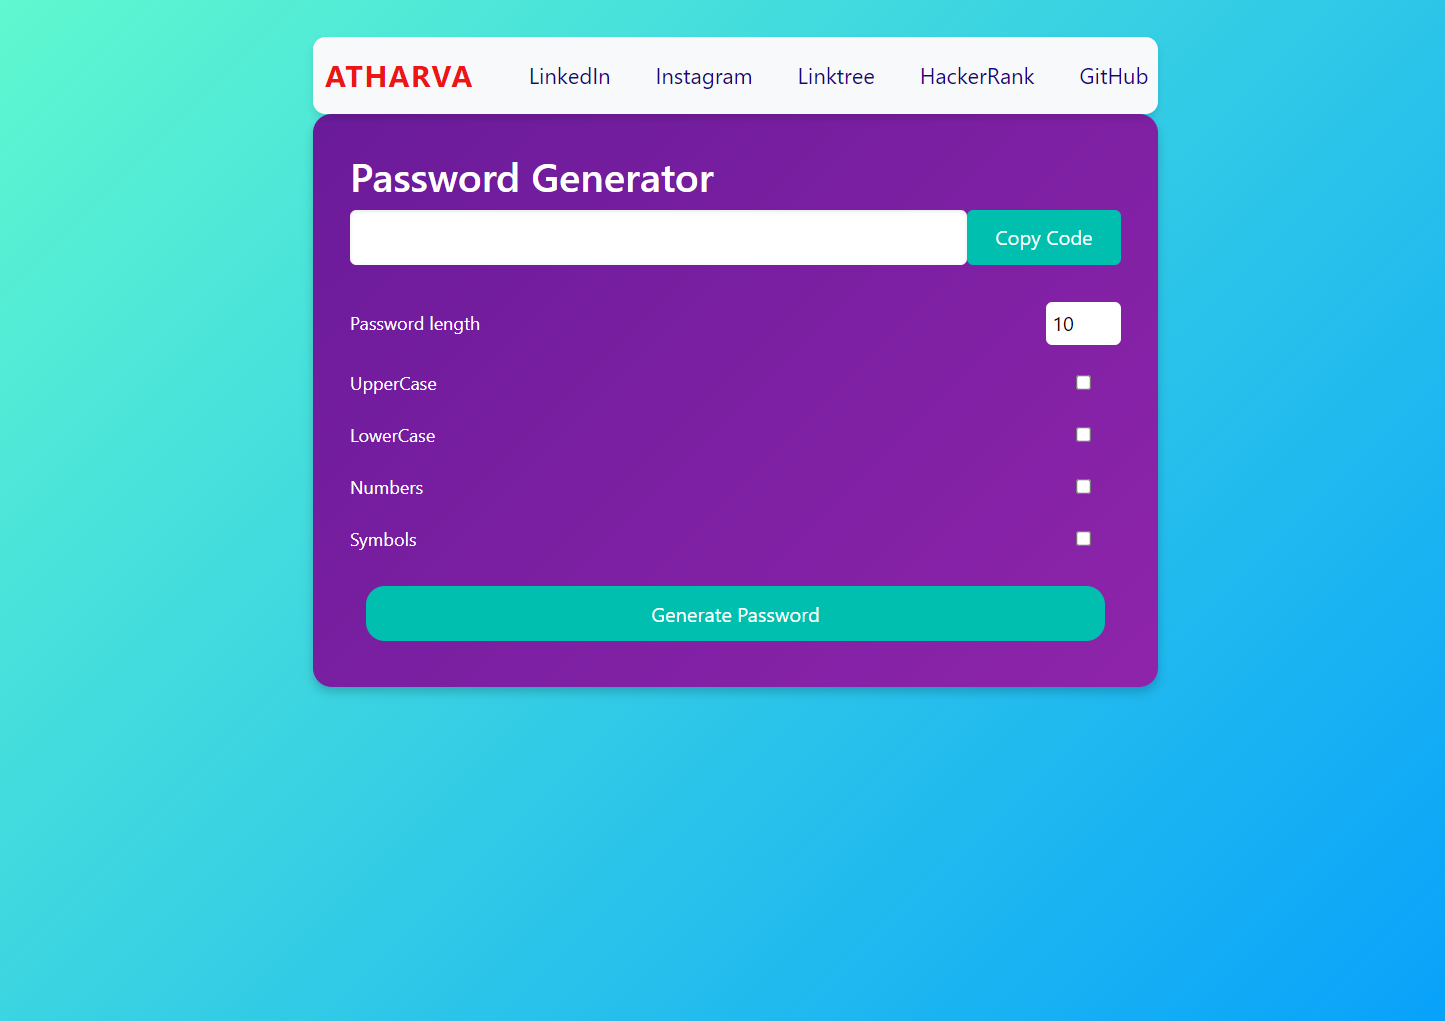 ATHARVA LinkedIn Instagram Linktree HackerRank GitHub
Password Generator
Copy Code
Password length 10
UpperCase
LowerCase
Numbers
Symbols
Generate Password